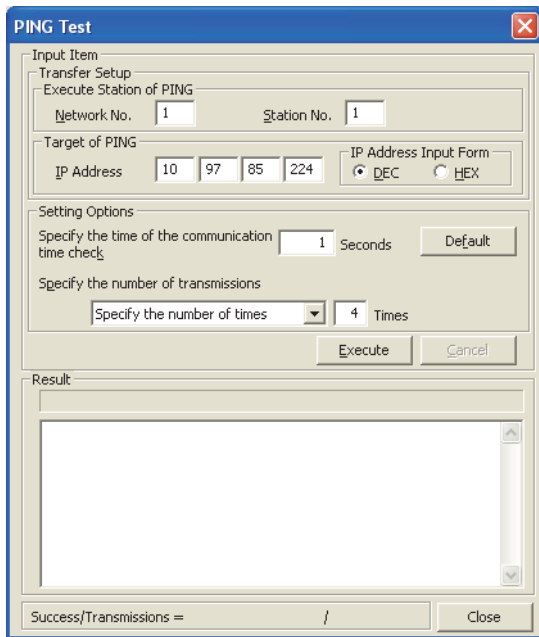 PING Test
Input Item
Transfer Setup
Execute Station of PING
Network No. 1 Station No. 1
Target of PING
IP Address 10 97 85 224
IP Address Input Form
DEC HEX
Setting Options
Specify the time of the communication
time check 1 Seconds Default
Specify the number of transmissions
Specify the number of times 4 Times
Execute Cancel
Result
Success/Transmissions = / Close